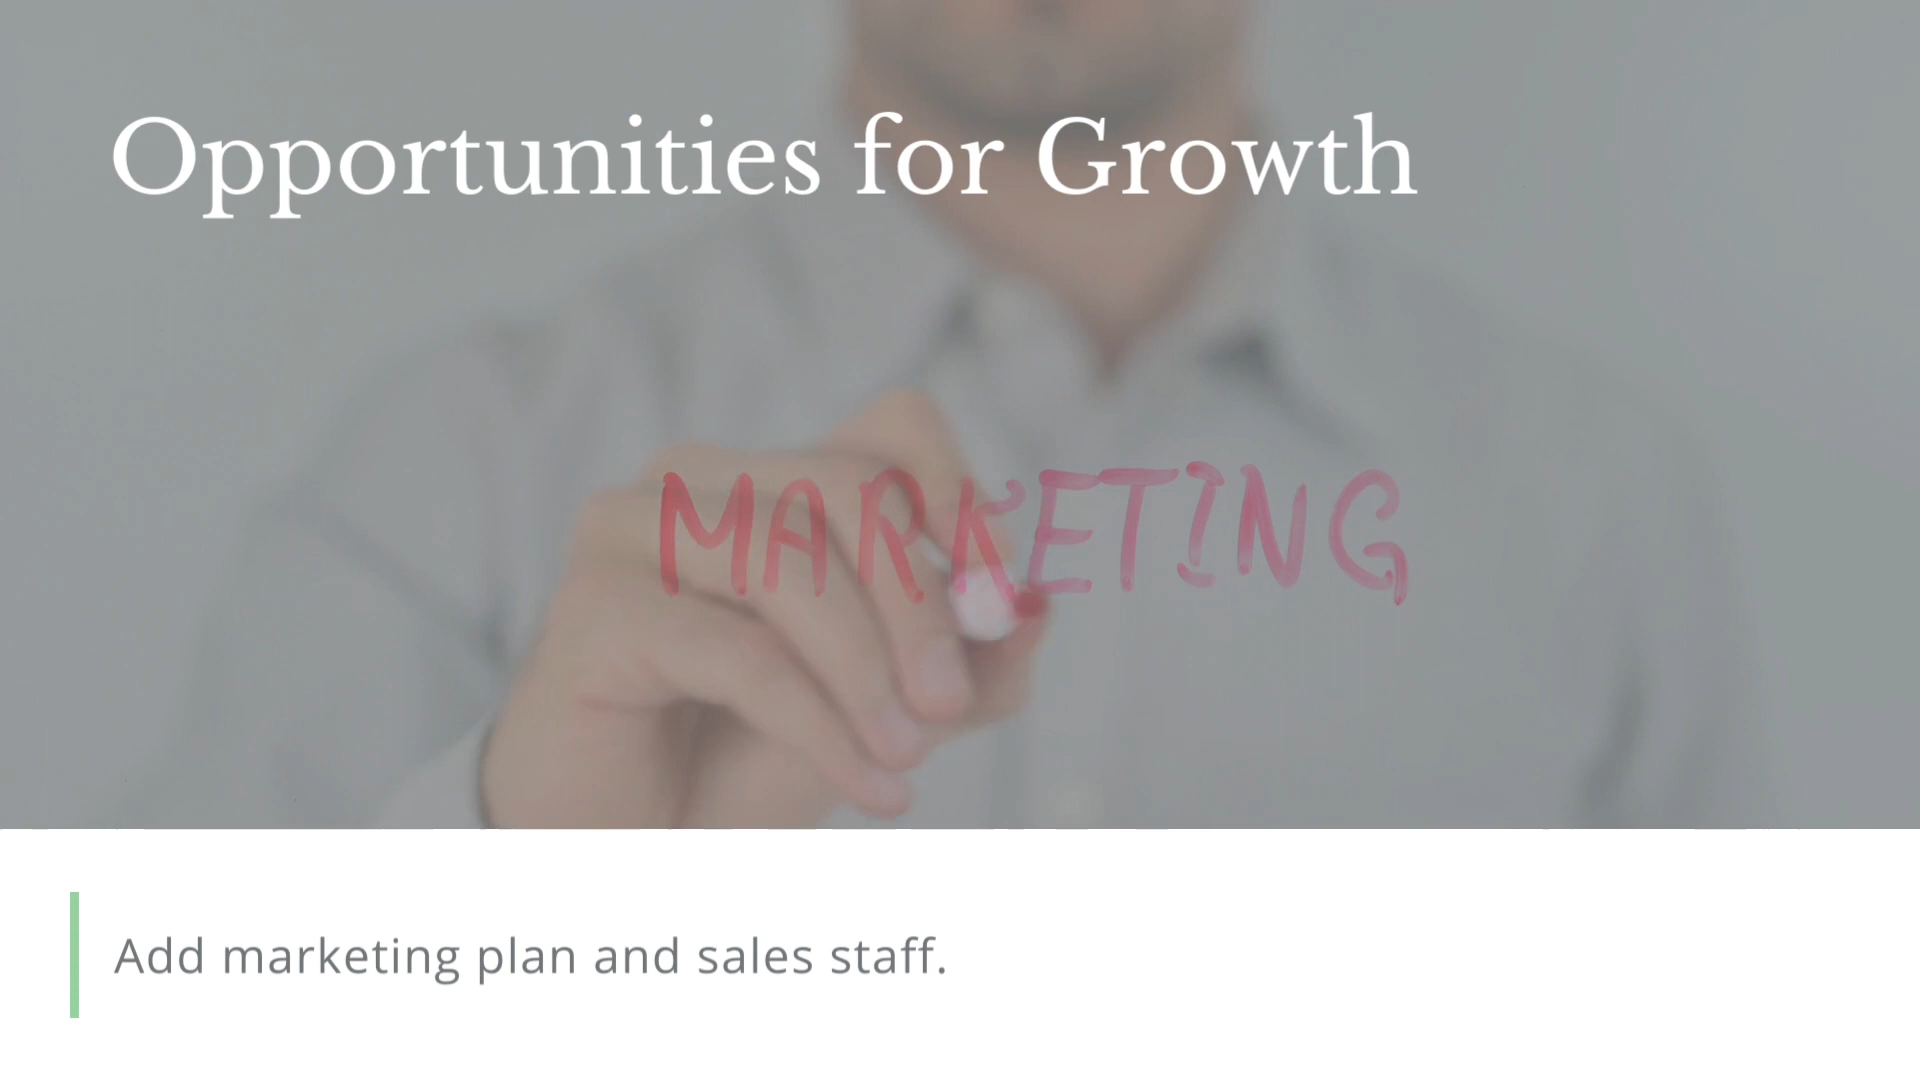 Opportunities for Growth
MARKETING
Add marketing plan and sales staff.